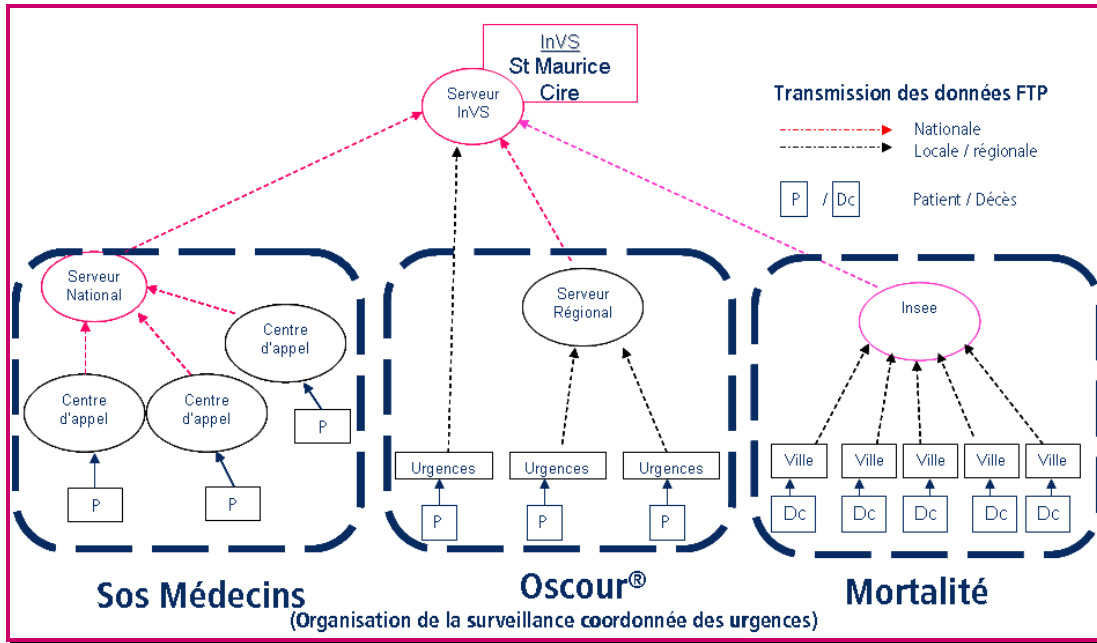 InVS
St Maurice
Cire
Serveur
InVS
Transmission des données FTP
Nationale
Locale / régionale
P / Dc Patient / Décès
Serveur
National
Centre
d'appel
Centre
d'appel
Centre
d'appel
P
P
P
Serveur
Régional
Urgences Urgences Urgences
P P P
Insee
Ville Ville Ville Ville Ville
Dc Dc Dc Dc Dc
Sos Médecins
Oscour®
Mortalité
(Organisation de la surveillance coordonnée des urgences)